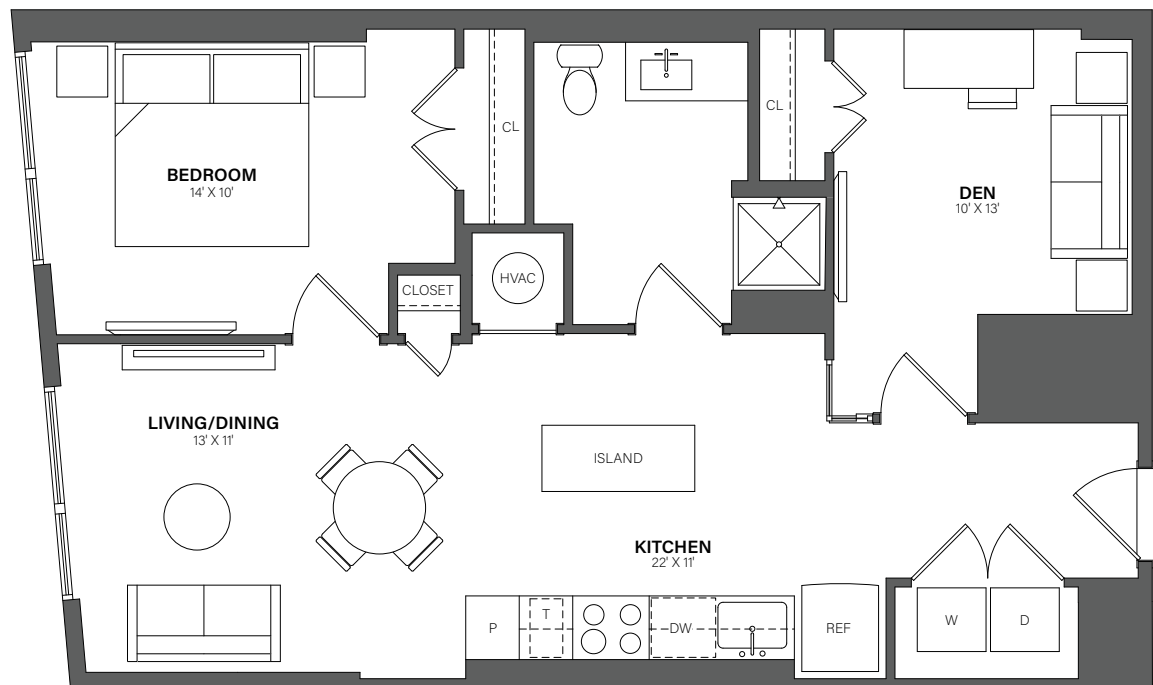 BEDROOM
14' X 10'
CL
CL
DEN
10' X 13'
HVAC
CLOSET
LIVING/DINING
13' X 11'
ISLAND
KITCHEN
22' X 11'
P
T
DW
REF
W
D